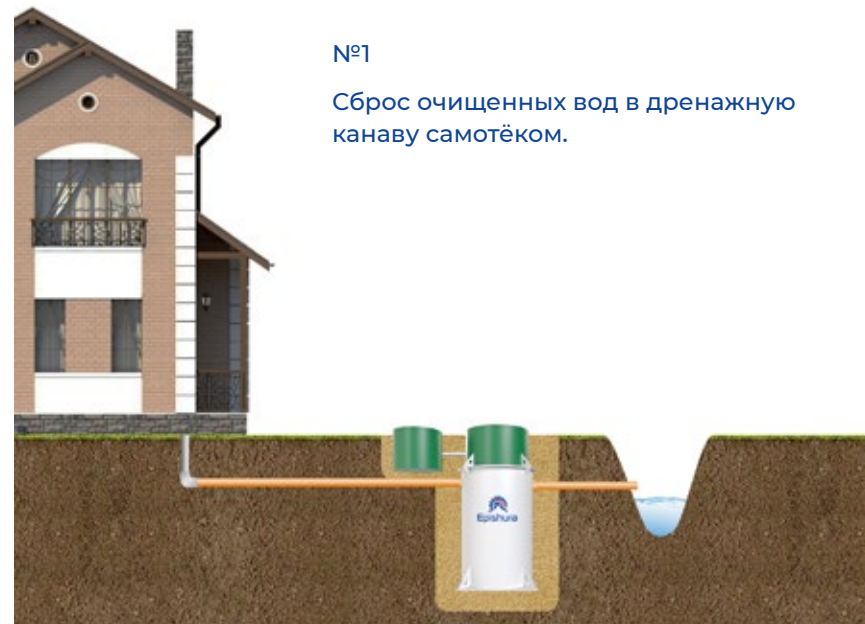 №1
Сброс очищенных вод в дренажную
канаву самотёком.
Epishura